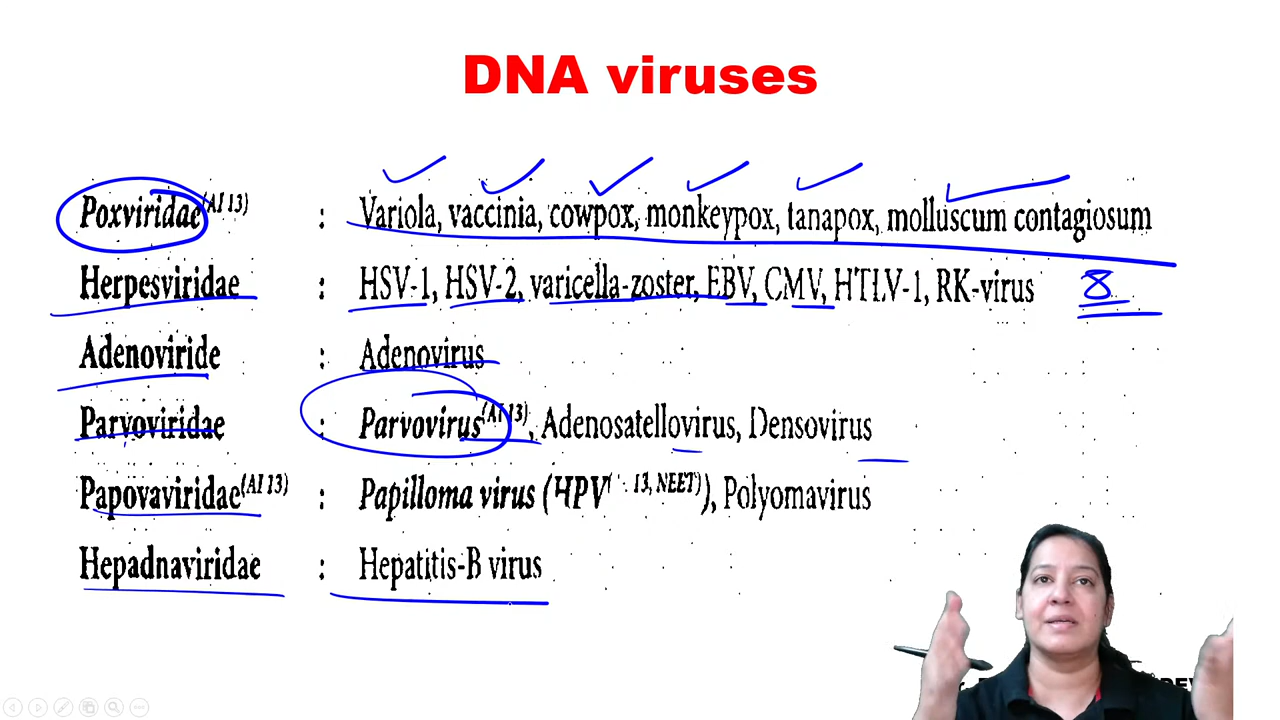 DNA viruses
Poxviridae (AI 13) : Variola, vaccinia, cowpox, monkeypox, tanapox, molluscum contagiosum
Herpesviridae : HSV-1, HSV-2, varicella-zoster, EBV, CMV, HTLV-1, RK-virus 8
Adenoviride : Adenovirus
Parvoviridae : Parvovirus (AI 13), Adenosatellovirus, Densovirus
Papovaviridae (AI 13) : Papilloma virus (HPV 13, NEET)), Polyomavirus
Hepadnaviridae : Hepatitis-B virus